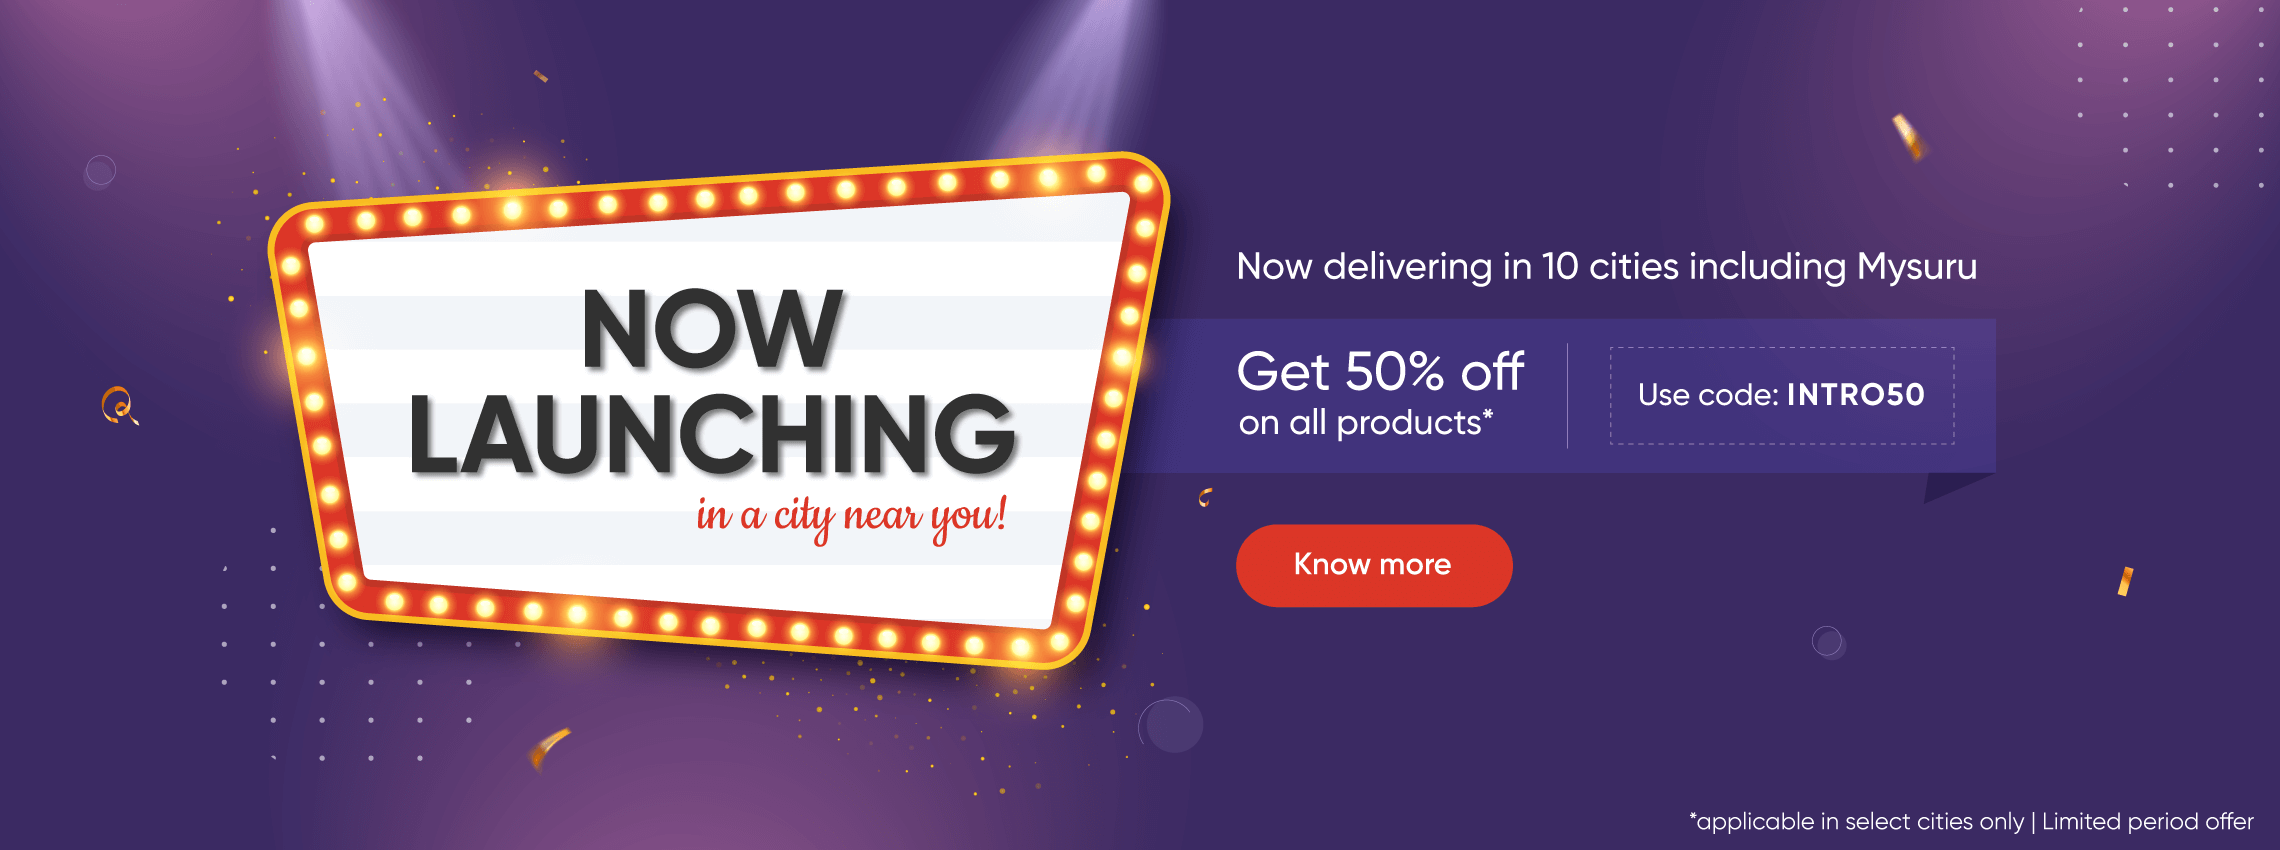 NOW
LAUNCHING
in a city near you!
Now delivering in 10 cities including Mysuru
Get 50% off
on all products*
Use code: INTRO50
Know more
*applicable in select cities only | Limited period offer